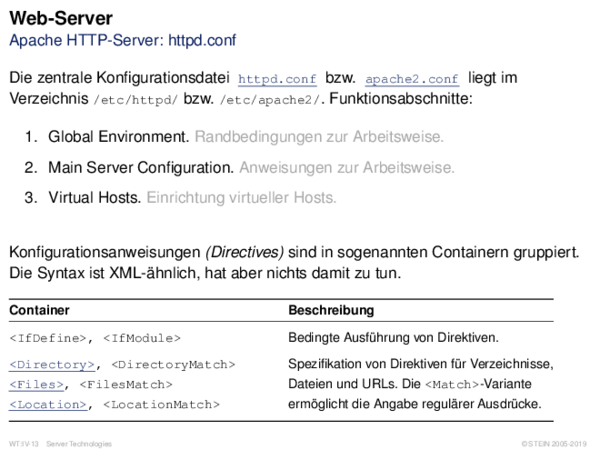 Web-Server
Apache HTTP-Server: httpd.conf
Die zentrale Konfigurationsdatei httpd.conf bzw. apache2.conf liegt im
Verzeichnis /etc/httpd/ bzw. /etc/apache2/. Funktionsabschnitte:
1. Global Environment. Randbedingungen zur Arbeitsweise.
2. Main Server Configuration. Anweisungen zur Arbeitsweise.
3. Virtual Hosts. Einrichtung virtueller Hosts.
Konfigurationsanweisungen (Directives) sind in sogenannten Containern gruppiert.
Die Syntax ist XML-ähnlich, hat aber nichts damit zu tun.
Container Beschreibung
<IfDefine>, <IfModule> Bedingte Ausführung von Direktiven.
<Directory>, <DirectoryMatch> Spezifikation von Direktiven für Verzeichnisse,
<Files>, <FilesMatch> Dateien und URLs. Die <Match>-Variante
<Location>, <LocationMatch> ermöglicht die Angabe regulärer Ausdrücke.
WT:IV-13 Server Technologies © STEIN 2005-2019